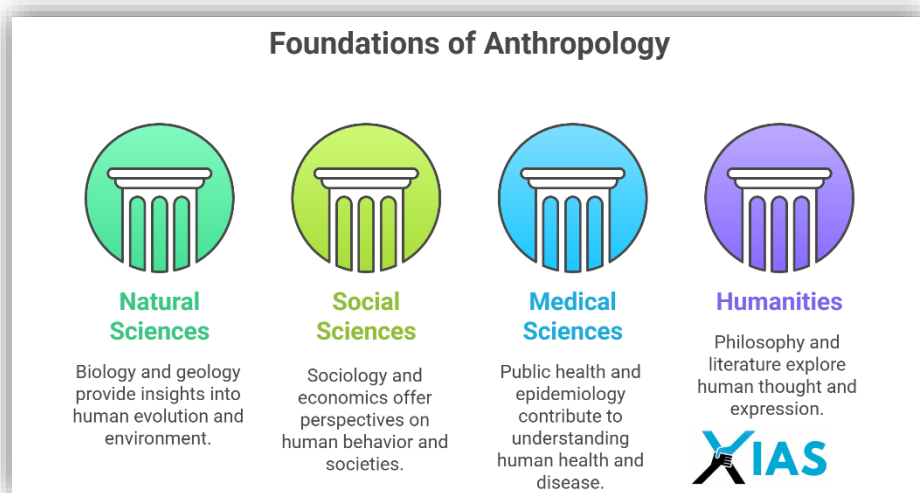 Foundations of Anthropology
Natural
Sciences
Biology and geology
provide insights into
human evolution and
environment.
Social
Sciences
Sociology and
economics offer
perspectives on
human behavior and
societies.
Medical
Sciences
Public health and
epidemiology
contribute to
understanding
human health and
disease.
Humanities
Philosophy and
literature explore
human thought and
expression.
XIAS